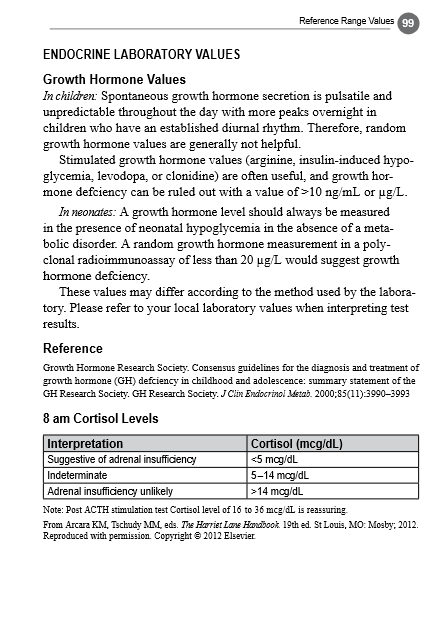 Reference Range Values 99
ENDOCRINE LABORATORY VALUES
Growth Hormone Values
In children: Spontaneous growth hormone secretion is pulsatile and
unpredictable throughout the day with more peaks overnight in
children who have an established diurnal rhythm. Therefore, random
growth hormone values are generally not helpful.
Stimulated growth hormone values (arginine, insulin-induced hypo-
glycemia, levodopa, or clonidine) are often useful, and growth hor-
mone defciency can be ruled out with a value of >10 ng/mL or µg/L.
In neonates: A growth hormone level should always be measured
in the presence of neonatal hypoglycemia in the absence of a meta-
bolic disorder. A random growth hormone measurement in a poly-
clonal radioimmunoassay of less than 20 µg/L would suggest growth
hormone defciency.
These values may differ according to the method used by the labora-
tory. Please refer to your local laboratory values when interpreting test
results.
Reference
Growth Hormone Research Society. Consensus guidelines for the diagnosis and treatment of
growth hormone (GH) defciency in childhood and adolescence: summary statement of the
GH Research Society. GH Research Society. J Clin Endocrinol Metab. 2000;85(11):3990–3993
8 am Cortisol Levels
Interpretation Cortisol (mcg/dL)
Suggestive of adrenal insufficiency <5 mcg/dL
Indeterminate 5–14 mcg/dL
Adrenal insufficiency unlikely >14 mcg/dL
Note: Post ACTH stimulation test Cortisol level of 16 to 36 mcg/dL is reassuring.
From Arcara KM, Tschudy MM, eds. The Harriet Lane Handbook. 19th ed. St Louis, MO: Mosby; 2012.
Reproduced with permission. Copyright © 2012 Elsevier.